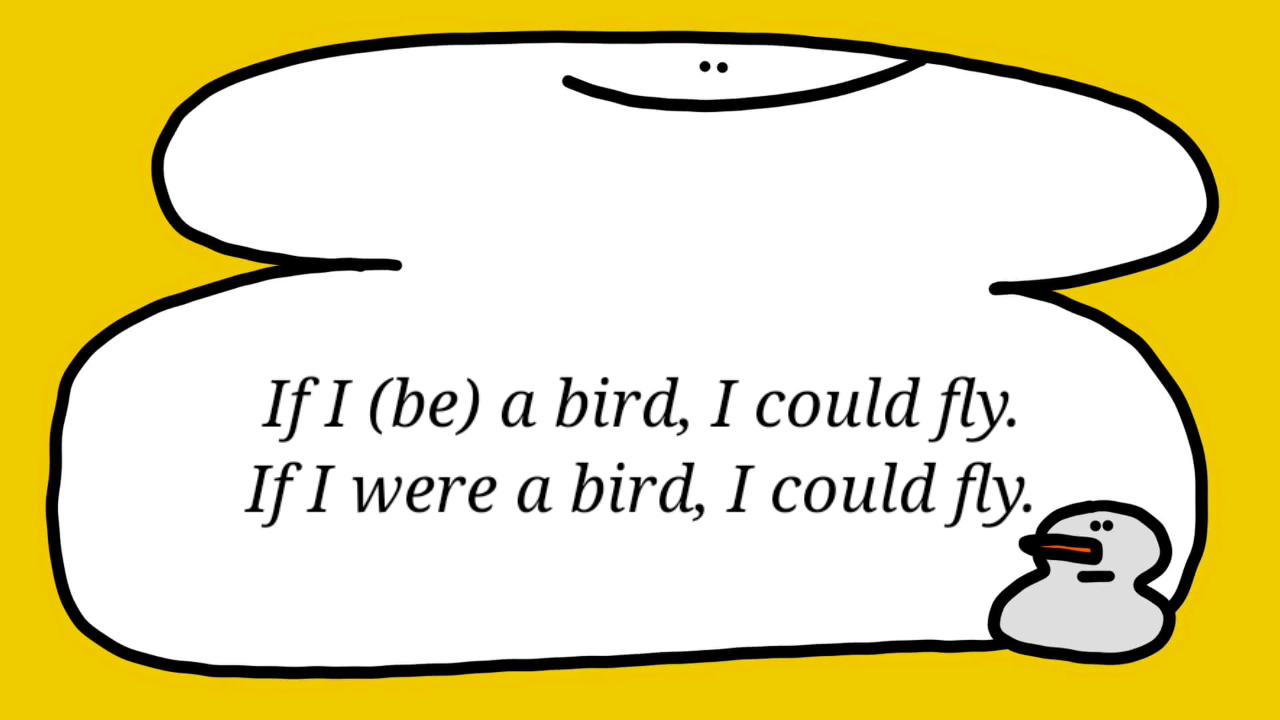 If I (be) a bird, I could fly.
If I were a bird, I could fly.